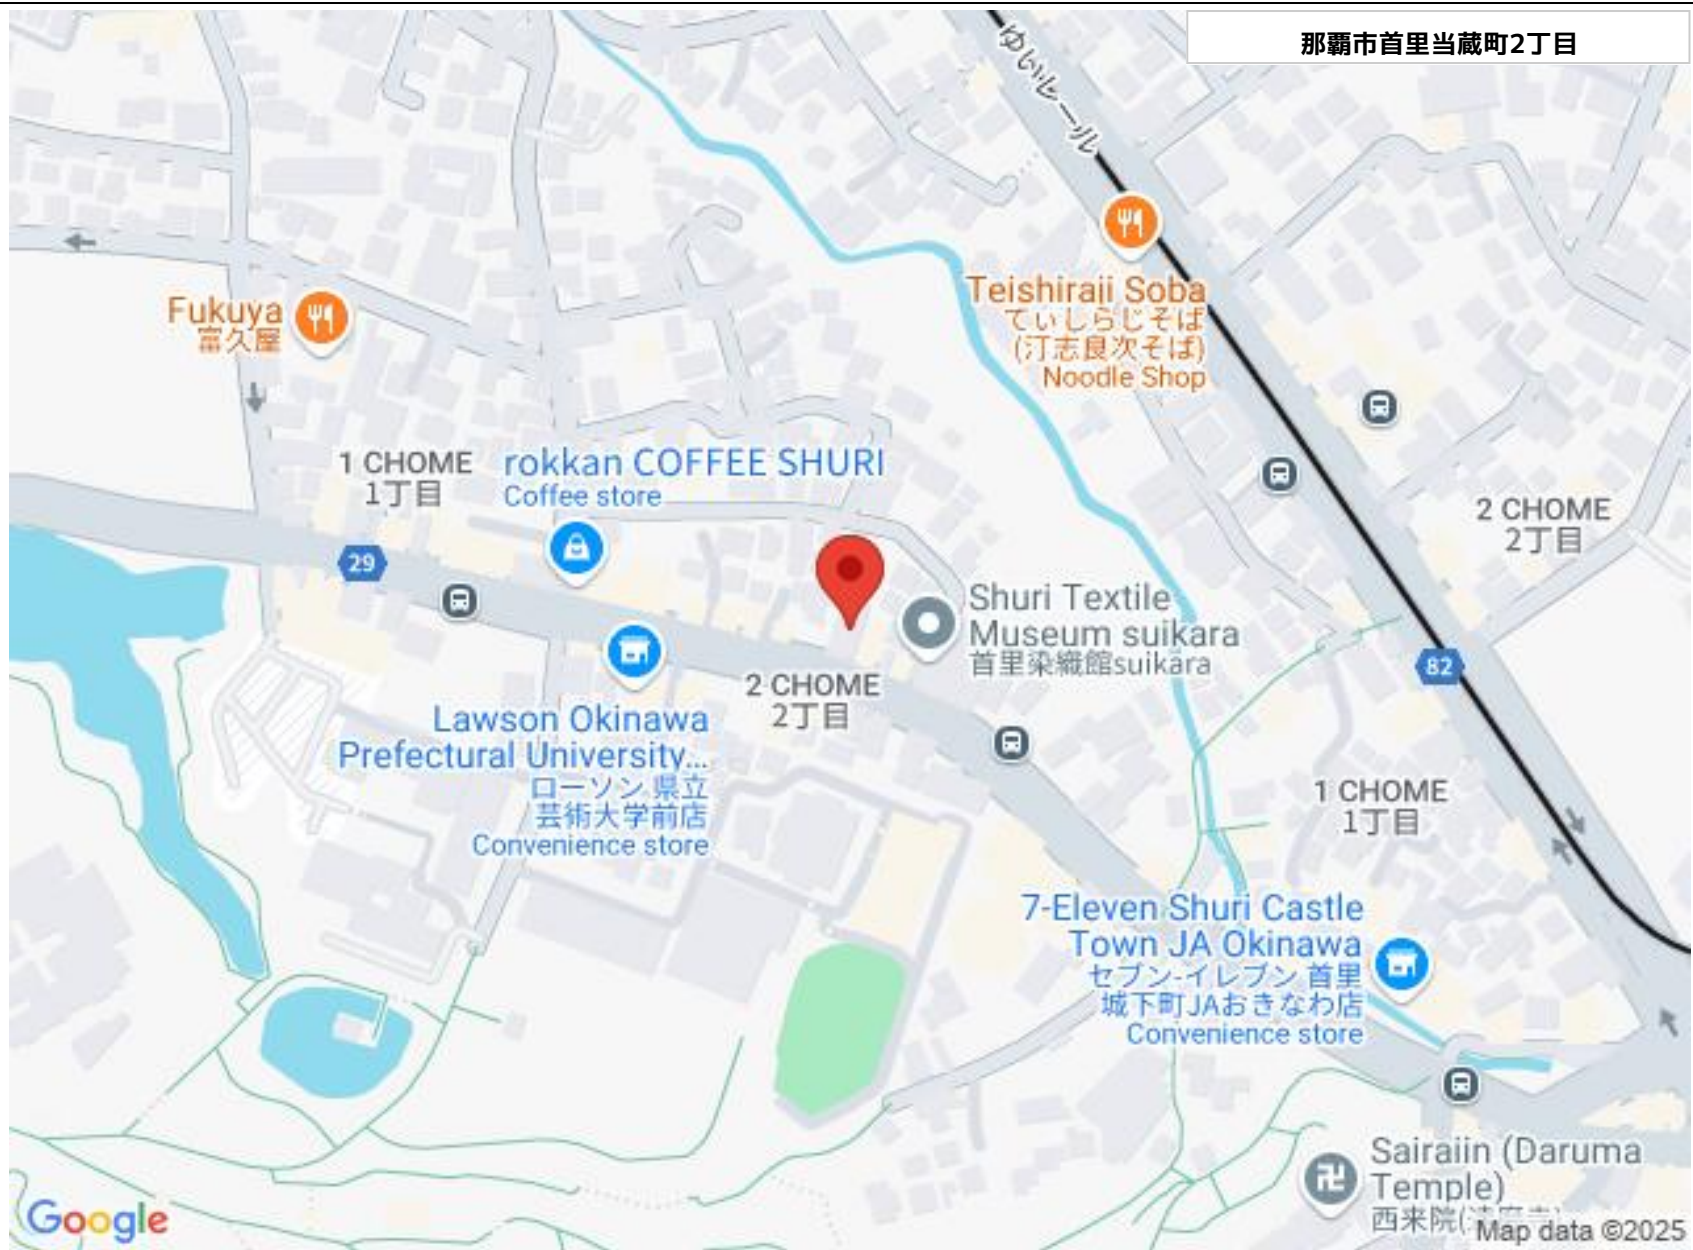 那覇市首里当蔵町2丁目
ゆいレール
Teishiraji Soba
てぃしらじそば
(汀志良次そば)
Noodle Shop
Fukuya
富久屋
1 CHOME
1丁目
rokkan COFFEE SHURI
Coffee store
2 CHOME
2丁目
29
Shuri Textile
Museum suikara
首里染織館suikara
82
2 CHOME
2丁目
Lawson Okinawa
Prefectural University...
ローソン 県立
芸術大学前店
Convenience store
1 CHOME
1丁目
7-Eleven Shuri Castle
Town JA Okinawa
セブン-イレブン 首里
城下町JAおきなわ店
Convenience store
Sairaiin (Daruma
Temple)
西来院(
Google
Map data ©2025